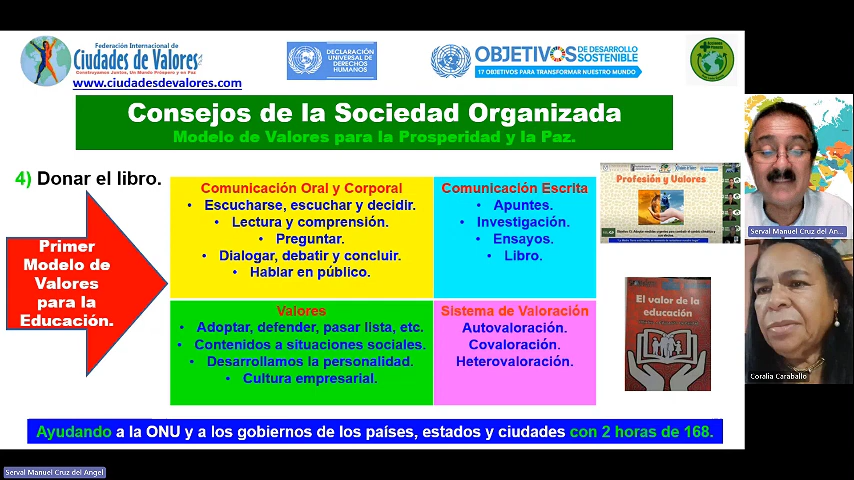 Federación Internacional de
Ciudades de Valores
Construyamos Juntos, Un Mundo Próspero y en Paz
www.ciudadesdevalores.com
DECLARACIÓN
UNIVERSAL DE
DERECHOS
HUMANOS
OBJETIVOS DE DESARROLLO
SOSTENIBLE
17 OBJETIVOS PARA TRANSFORMAR NUESTRO MUNDO
Consejos de la Sociedad Organizada
Modelo de Valores para la Prosperidad y la Paz.
4) Donar el libro.
Primer
Modelo de
Valores
para la
Educación.
Comunicación Oral y Corporal
• Escucharse, escuchar y decidir.
• Lectura y comprensión.
• Preguntar.
• Dialogar, debatir y concluir.
• Hablar en público.
Comunicación Escrita
• Apuntes.
• Investigación.
• Ensayos.
• Libro.
Valores
• Adoptar, defender, pasar lista, etc.
• Contenidos a situaciones sociales.
• Desarrollamos la personalidad.
• Cultura empresarial.
Sistema de Valoración
Autovaloración.
Covaloración.
Heterovaloración.
Profesión y Valores
El valor de la
educación
Ayudando a la ONU y a los gobiernos de los países, estados y ciudades con 2 horas de 168.
Serval Manuel Cruz del An...
Coralia Caraballo
Serval Manuel Cruz del Angel